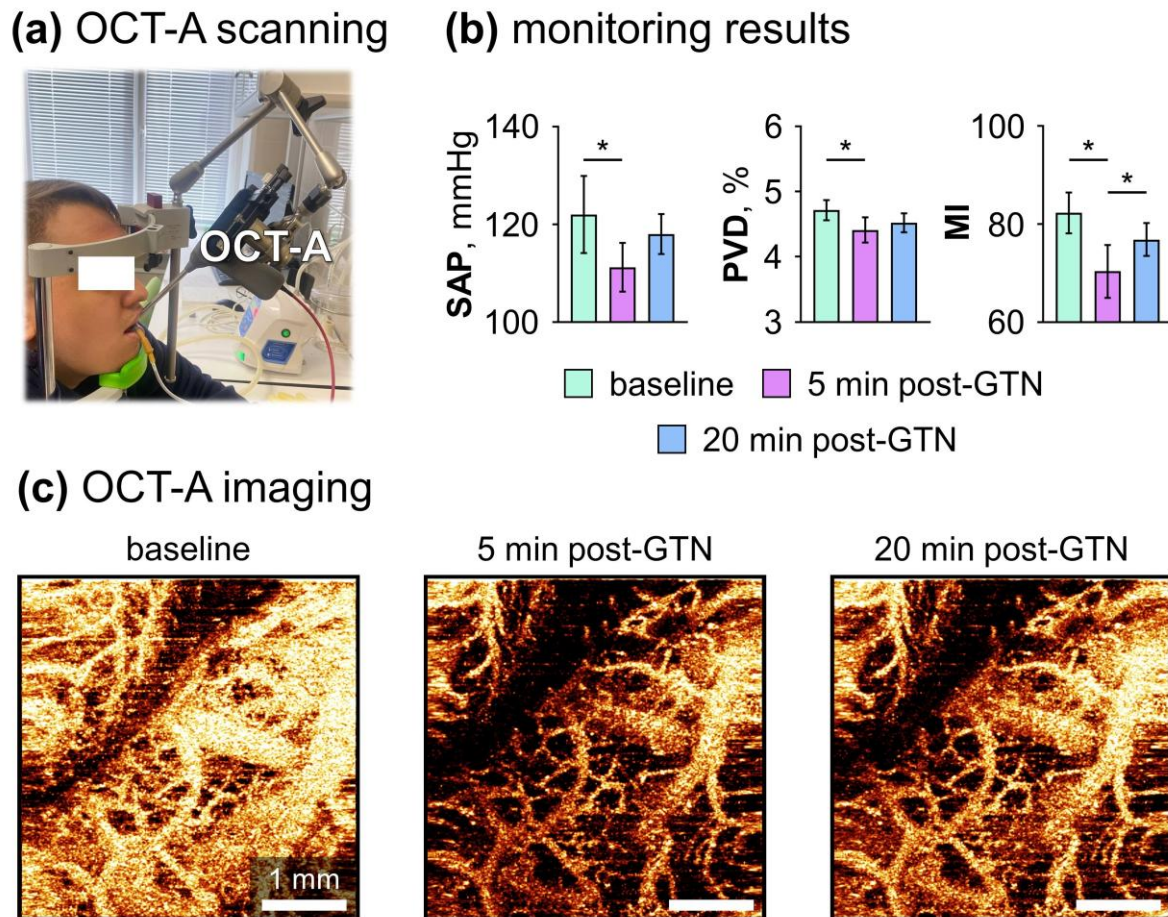 (a) OCT-A scanning
OCT-A
(b) monitoring results
SAP, mmHg
140
120
100
*
PVD, %
6
5
4
3
*
MI
100
80
60
*
*
baseline
5 min post-GTN
20 min post-GTN
(c) OCT-A imaging
baseline
5 min post-GTN
20 min post-GTN
1 mm